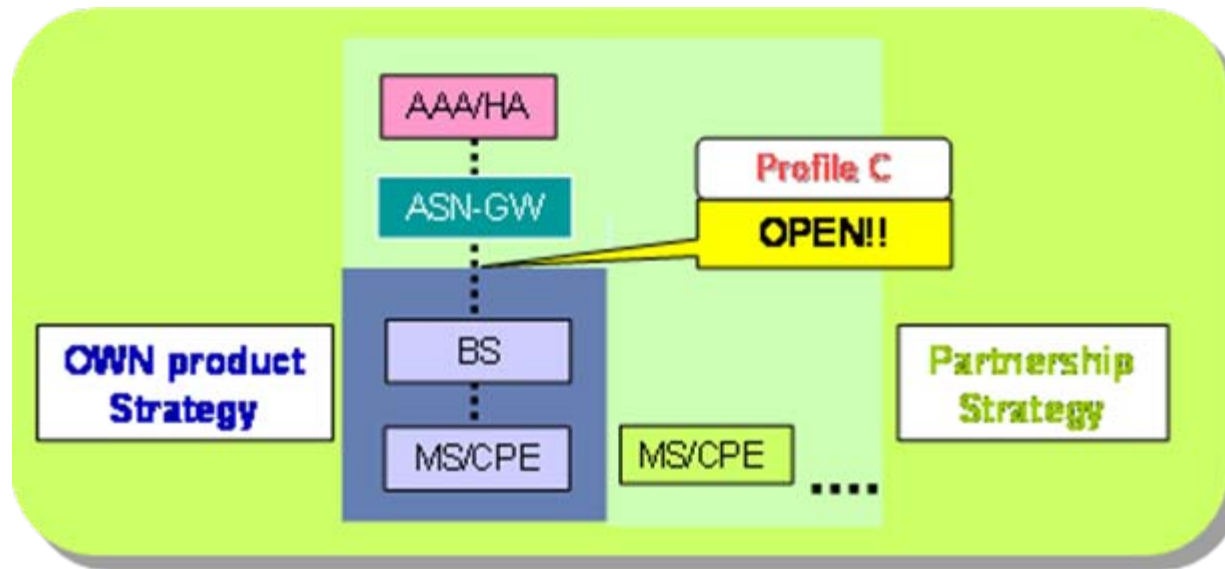 AAA/HA
ASN-GW
Profile C
OPEN!!
OWN product
Strategy
BS
MS/CPE
MS/CPE
....
Partnership
Strategy